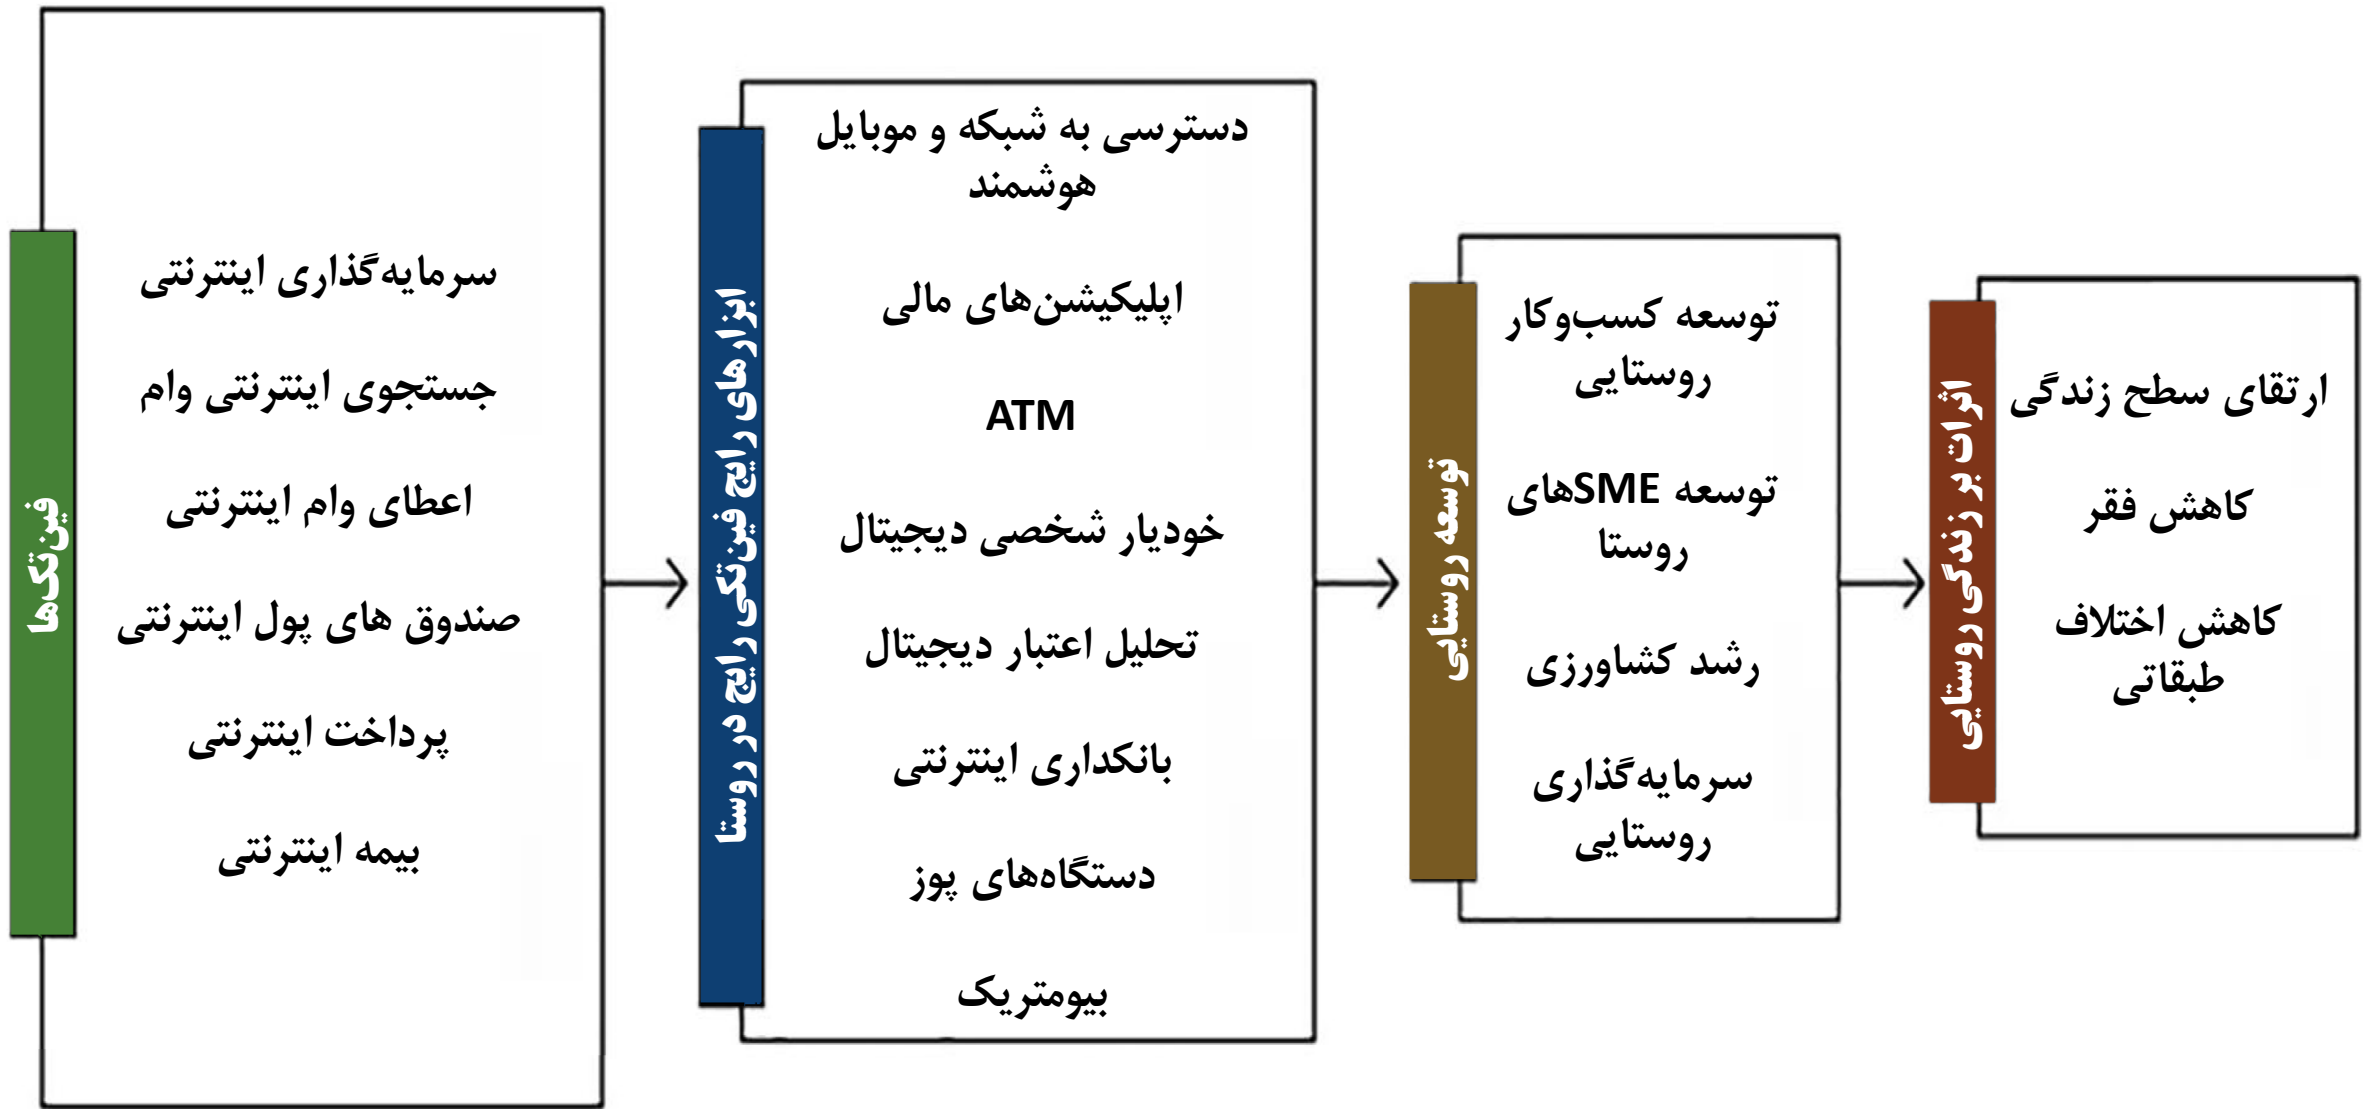 فین‌تک‌ها
سرمایه‌گذاری اینترنتی
جستجوی اینترنتی وام
اعطای وام اینترنتی
صندوق های پول اینترنتی
پرداخت اینترنتی
بیمه اینترنتی
ابزارهای رایج فین‌تکی رایج در روستا
دسترسی به شبکه و موبایل
هوشمند
اپلیکیشن‌های مالی
ATM
خودیار شخصی دیجیتال
تحلیل اعتبار دیجیتال
بانکداری اینترنتی
دستگاه‌های پوز
بیومتریک
توسعه روستایی
توسعه کسب‌وکار
روستایی
توسعه SMEهای
روستا
رشد کشاورزی
سرمایه‌گذاری
روستایی
اثرات بر زندگی روستایی
ارتقای سطح زندگی
کاهش فقر
کاهش اختلاف
طبقاتی